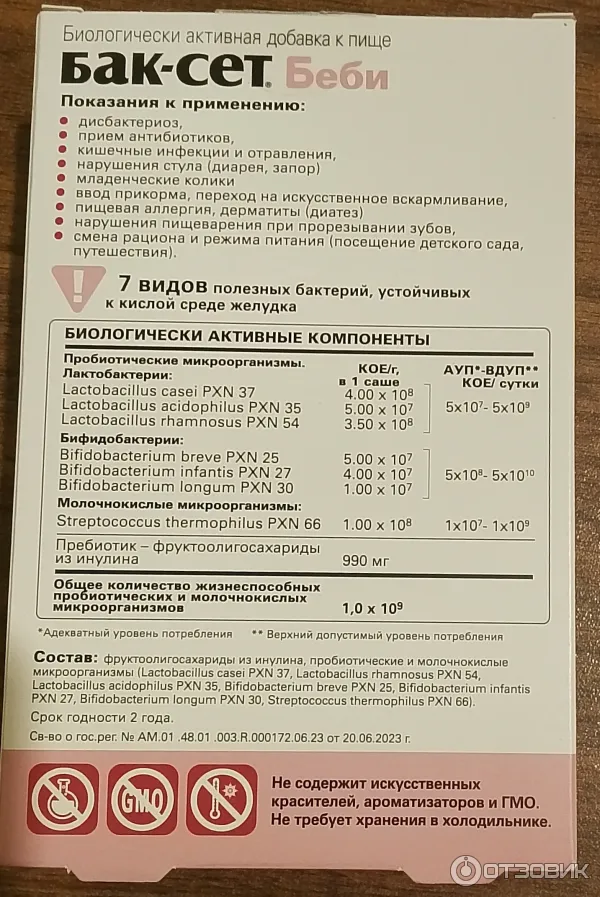 Биологически активная добавка к пище
Бак-сет® Беби
Показания к применению:
• дисбактериоз,
• прием антибиотиков,
• кишечные инфекции и отравления,
• нарушения стула (диарея, запор)
• младенческие колики
• ввод прикорма, переход на искусственное вскармливание,
• пищевая аллергия, дерматиты (диатез)
• нарушения пищеварения при прорезывании зубов,
• смена рациона и режима питания (посещение детского сада,
путешествия).
! 7 видов полезных бактерий, устойчивых
к кислой среде желудка
БИОЛОГИЧЕСКИ АКТИВНЫЕ КОМПОНЕНТЫ
Пробиотические микроорганизмы. КОЕ/г, АУП*-ВДУП**
Лактобактерии: в 1 саше КОЕ/ сутки
Lactobacillus casei PXN 37 4.00 x 10⁸
Lactobacillus acidophilus PXN 35 5.00 x 10⁷ 5x10⁷- 5x10⁹
Lactobacillus rhamnosus PXN 54 3.50 x 10⁸
Бифидобактерии:
Bifidobacterium breve PXN 25 5.00 x 10⁷
Bifidobacterium infantis PXN 27 4.00 x 10⁷ 5x10⁸- 5x10¹⁰
Bifidobacterium longum PXN 30 1.00 x 10⁷
Молочнокислые микроорганизмы:
Streptococcus thermophilus PXN 66 1.00 x 10⁸ 1x10⁷- 1x10⁹
Пребиотик – фруктоолигосахариды
из инулина 990 мг
Общее количество жизнеспособных
пробиотических и молочнокислых
микроорганизмов 1,0 x 10⁹
*Адекватный уровень потребления ** Верхний допустимый уровень потребления
Состав: фруктоолигосахариды из инулина, пробиотические и молочнокислые
микроорганизмы (Lactobacillus casei PXN 37, Lactobacillus rhamnosus PXN 54,
Lactobacillus acidophilus PXN 35, Bifidobacterium breve PXN 25, Bifidobacterium infantis
PXN 27, Bifidobacterium longum PXN 30, Streptococcus thermophilus PXN 66).
Срок годности 2 года.
Св-во о гос.рег. № AM.01 .48.01 .003.R.000172.06.23 от 20.06.2023 г.
GMO
Не содержит искусственных
красителей, ароматизаторов и ГМО.
Не требует хранения в холодильнике.
ОТЗОВИК